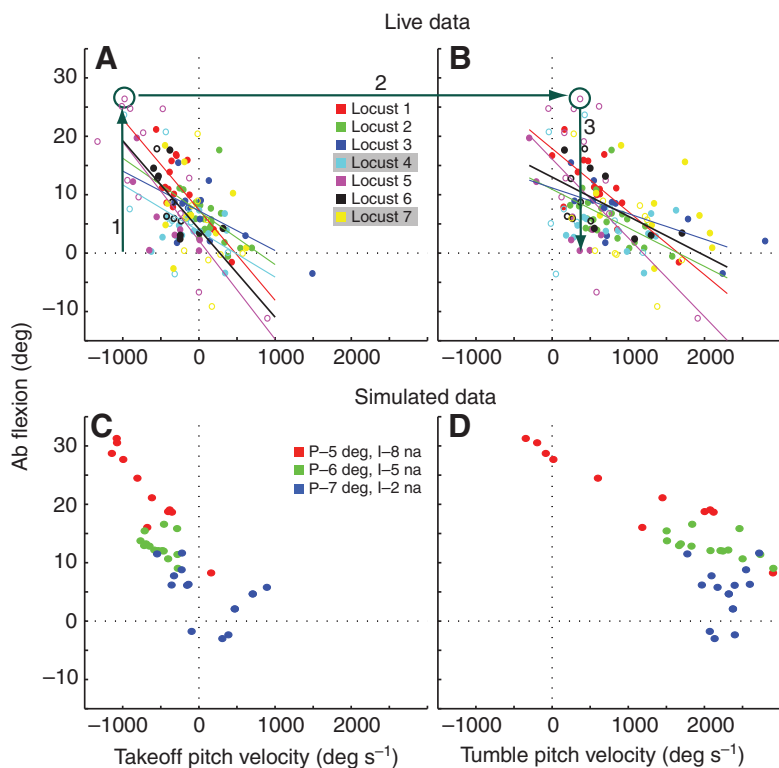 Live data
A
B
35
30
20
10
0
−10
−1000
0
1000
2000
−1000
0
1000
2000
1
2
3
Locust 1
Locust 2
Locust 3
Locust 4
Locust 5
Locust 6
Locust 7
Ab flexion (deg)
Simulated data
C
D
30
20
10
0
−10
P–5 deg, I–8 na
P–6 deg, I–5 na
P–7 deg, I–2 na
−1000
0
1000
2000
−1000
0
1000
2000
Takeoff pitch velocity (deg s⁻¹)
Tumble pitch velocity (deg s⁻¹)